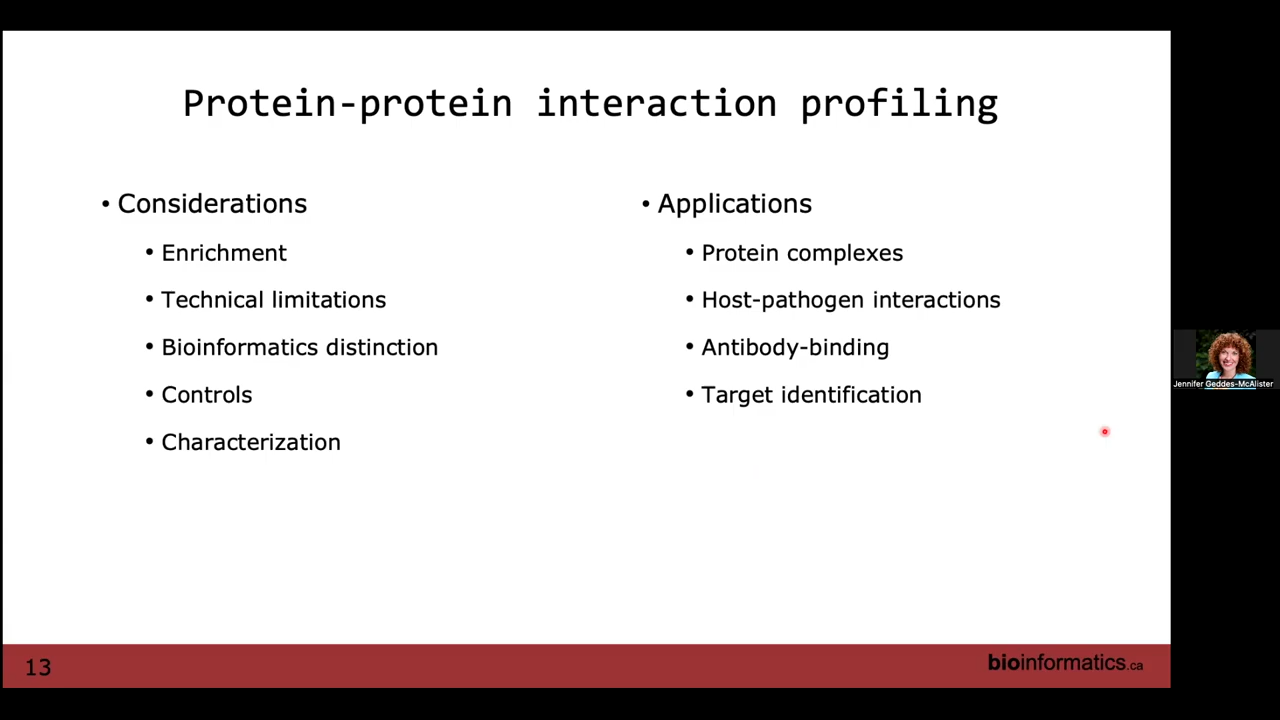 Protein-protein interaction profiling
• Considerations
• Enrichment
• Technical limitations
• Bioinformatics distinction
• Controls
• Characterization
• Applications
• Protein complexes
• Host-pathogen interactions
• Antibody-binding
• Target identification
Jennifer Geddes-McAlister
13
bioinformatics.ca